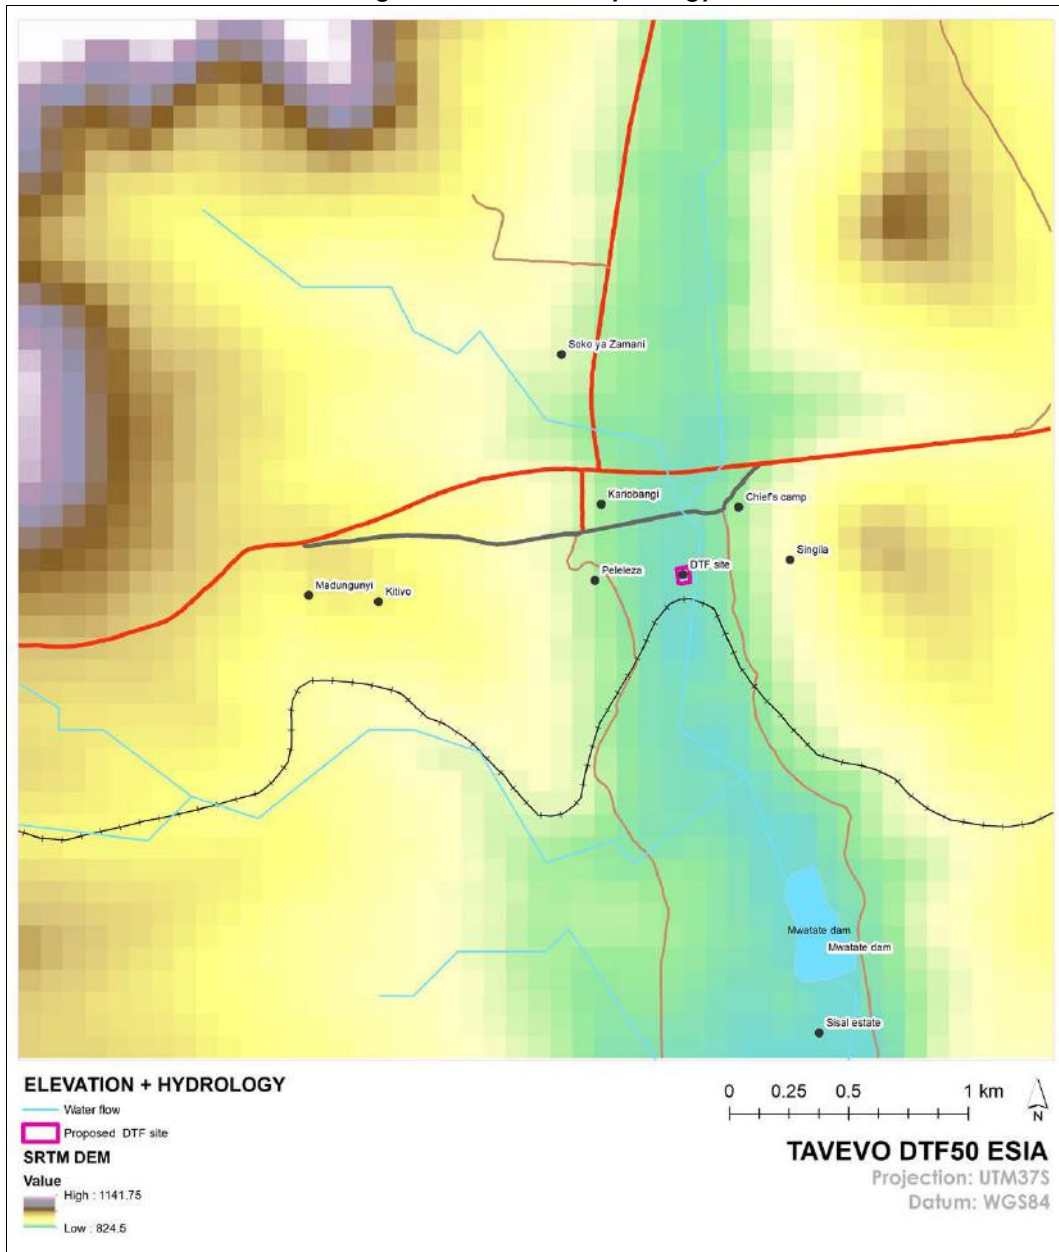 Soko ya Zamani
Kariobangi
Chief's camp
Singila
DTF site
Peleleza
Madungunyi
Kitivo
Mwatate dam
Mwatate dam
Sisal estate
ELEVATION + HYDROLOGY
Water flow
Proposed DTF site
SRTM DEM
Value
High : 1141.75
Low : 824.5
0 0.25 0.5 1 km
N
TAVEVO DTF50 ESIA
Projection: UTM37S
Datum: WGS84